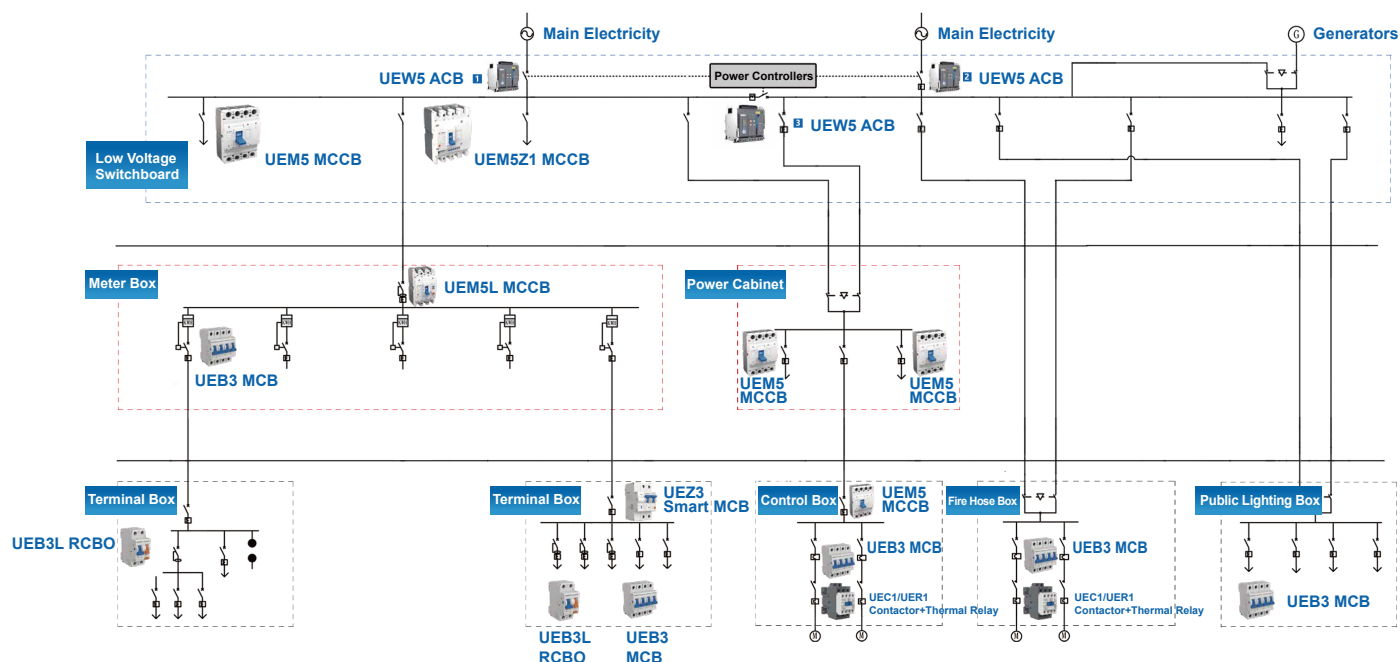 Main Electricity
Main Electricity
G
Generators
UEW5 ACB 1
Power Controllers
2 UEW5 ACB
3 UEW5 ACB
UEM5 MCCB
UEM5Z1 MCCB
Low Voltage
Switchboard
Meter Box
UEM5L MCCB
Power Cabinet
UEB3 MCB
UEM5
MCCB
UEM5
MCCB
Terminal Box
Terminal Box
UEZ3
Smart MCB
Control Box
UEM5
MCCB
Fire Hose Box
Public Lighting Box
UEB3L RCBO
UEB3 MCB
UEB3 MCB
UEC1/UER1
Contactor+Thermal Relay
UEC1/UER1
Contactor+Thermal Relay
UEB3 MCB
UEB3L
RCBO
UEB3
MCB
M
M
M
M